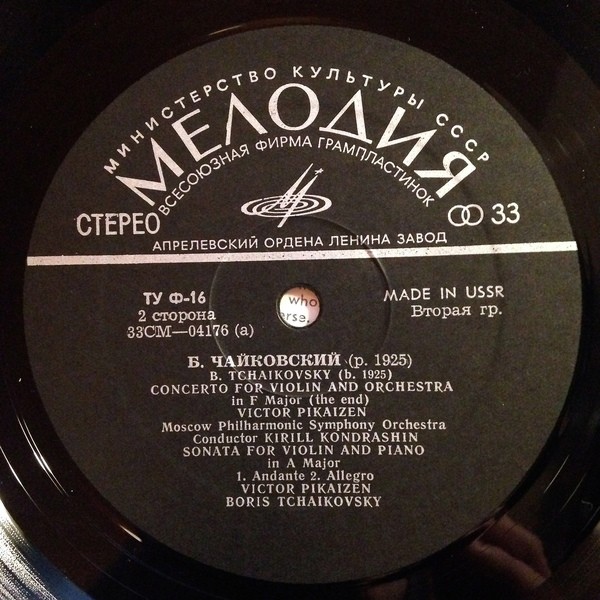 МИНИСТЕРСТВО КУЛЬТУРЫ СССР
МЕЛОДИЯ
ВСЕСОЮЗНАЯ ФИРМА ГРАМПЛАСТИНОК
СТЕРЕО
33
АПРЕЛЕВСКИЙ ОРДЕНА ЛЕНИНА ЗАВОД
ТУ Ф-16
2 сторона
33СМ—04176 (а)
who
erse.
MADE IN USSR
Вторая гр.
Б. ЧАЙКОВСКИЙ (р. 1925)
B. TCHAIKOVSKY (b. 1925)
CONCERTO FOR VIOLIN AND ORCHESTRA
in F Major (the end)
VICTOR PIKAIZEN
Moscow Philharmonic Symphony Orchestra
Conductor KIRILL KONDRASHIN
SONATA FOR VIOLIN AND PIANO
in A Major
1. Andante 2. Allegro
VICTOR PIKAIZEN
BORIS TCHAIKOVSKY